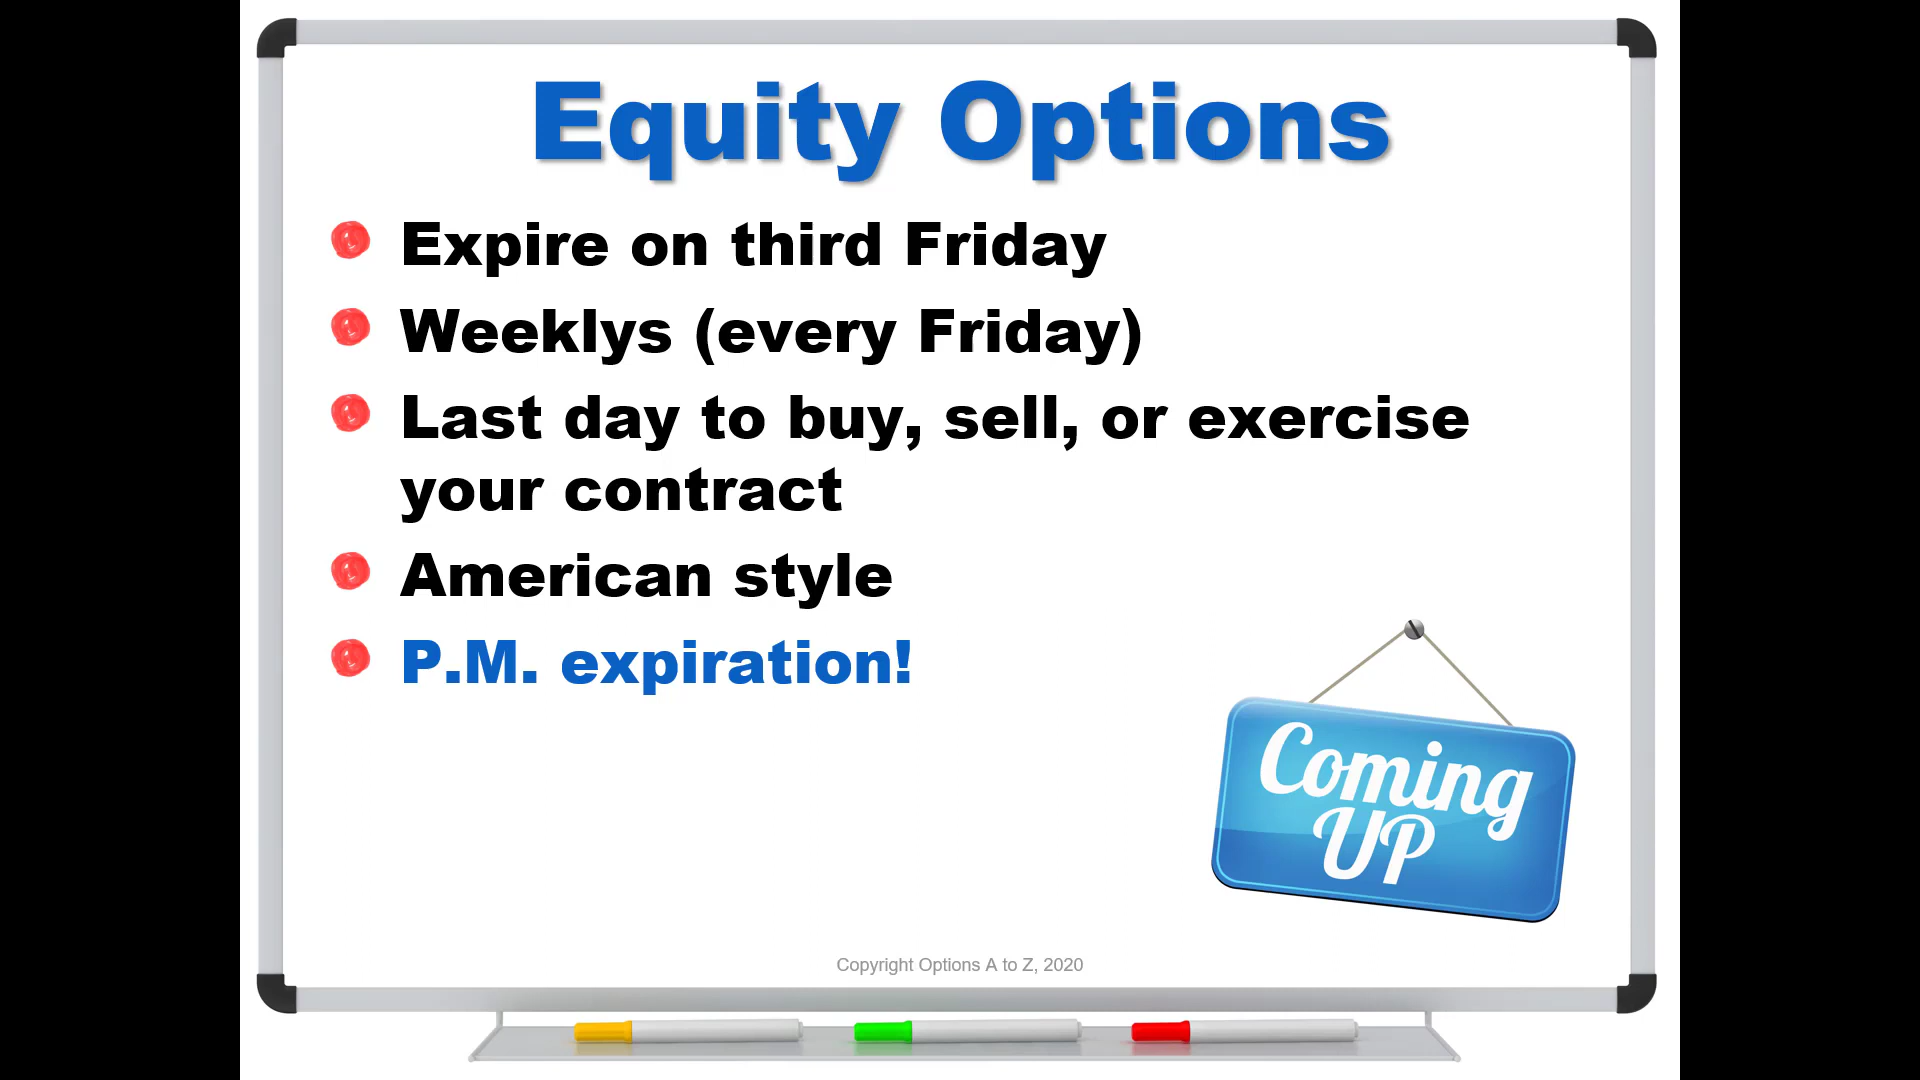 Equity Options
Expire on third Friday
Weeklys (every Friday)
Last day to buy, sell, or exercise
your contract
American style
P.M. expiration!
Coming
UP
Copyright Options A to Z, 2020